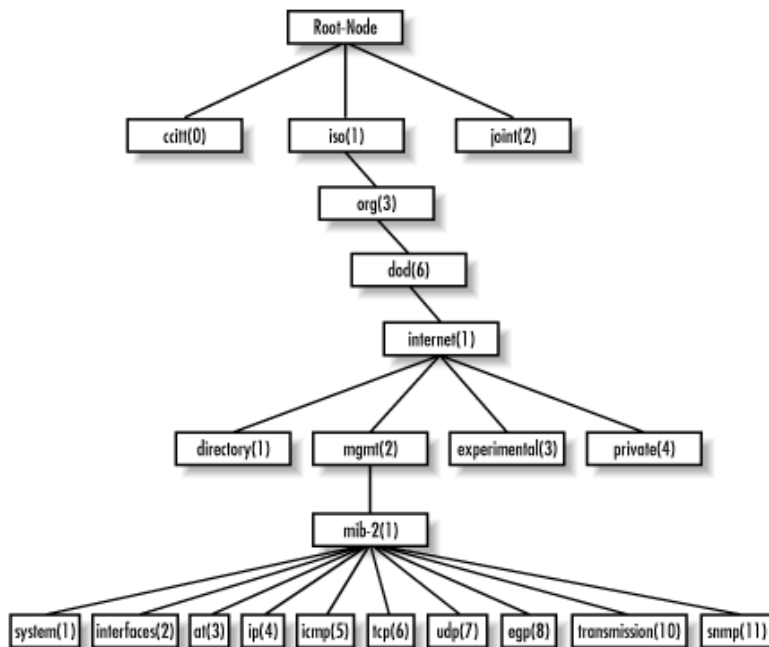 Root-Node
ccitt(0) iso(1) joint(2)
org(3)
dod(6)
internet(1)
directory(1) mgmt(2) experimental(3) private(4)
mib-2(1)
system(1) interfaces(2) at(3) ip(4) icmp(5) tcp(6) udp(7) egp(8) transmission(10) snmp(11)